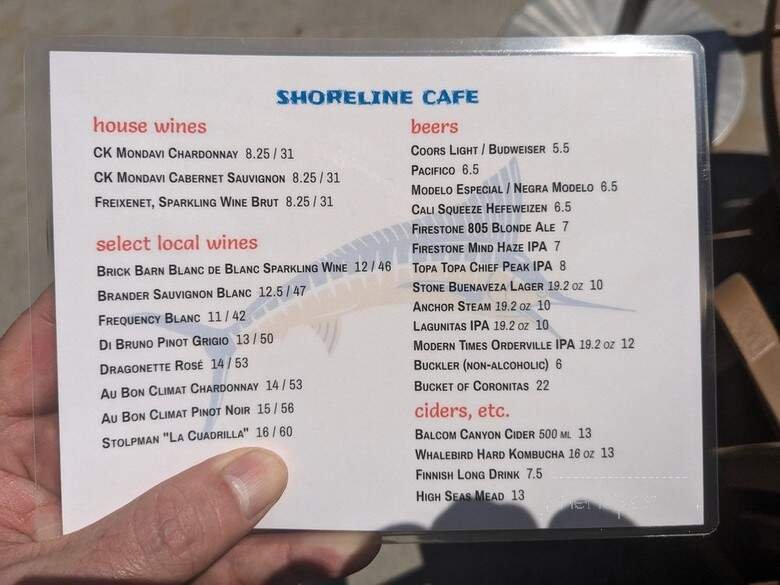 SHORELINE CAFE
house wines
CK MONDAVI CHARDONNAY 8.25 / 31
CK MONDAVI CABERNET SAUVIGNON 8.25 / 31
FREIXENET, SPARKLING WINE BRUT 8.25 / 31
select local wines
BRICK BARN BLANC DE BLANC SPARKLING WINE 12 / 46
BRANDER SAUVIGNON BLANC 12.5 / 47
FREQUENCY BLANC 11 / 42
DI BRUNO PINOT GRIGIO 13 / 50
DRAGONETTE ROSÉ 14 / 53
AU BON CLIMAT CHARDONNAY 14 / 53
AU BON CLIMAT PINOT NOIR 15 / 56
STOLPMAN "LA CUADRILLA" 16 / 60
beers
COORS LIGHT / BUDWEISER 5.5
PACIFICO 6.5
MODELO ESPECIAL / NEGRA MODELO 6.5
CALI SQUEEZE HEFEWEIZEN 6.5
FIRESTONE 805 BLONDE ALE 7
FIRESTONE MIND HAZE IPA 7
TOPA TOPA CHIEF PEAK IPA 8
STONE BUENAVEZA LAGER 19.2 OZ 10
ANCHOR STEAM 19.2 OZ 10
LAGUNITAS IPA 19.2 OZ 10
MODERN TIMES ORDERVILLE IPA 19.2 OZ 12
BUCKLER (NON-ALCOHOLIC) 6
BUCKET OF CORONITAS 22
ciders, etc.
BALCOM CANYON CIDER 500 ML 13
WHALEBIRD HARD KOMBUCHA 16 OZ 13
FINNISH LONG DRINK 7.5
HIGH SEAS MEAD 13